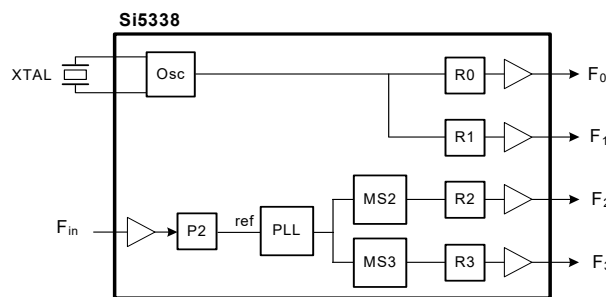 Si5338
XTAL
Osc
R0
F0
R1
F1
Fin
P2
ref
PLL
MS2
R2
F2
MS3
R3
F3